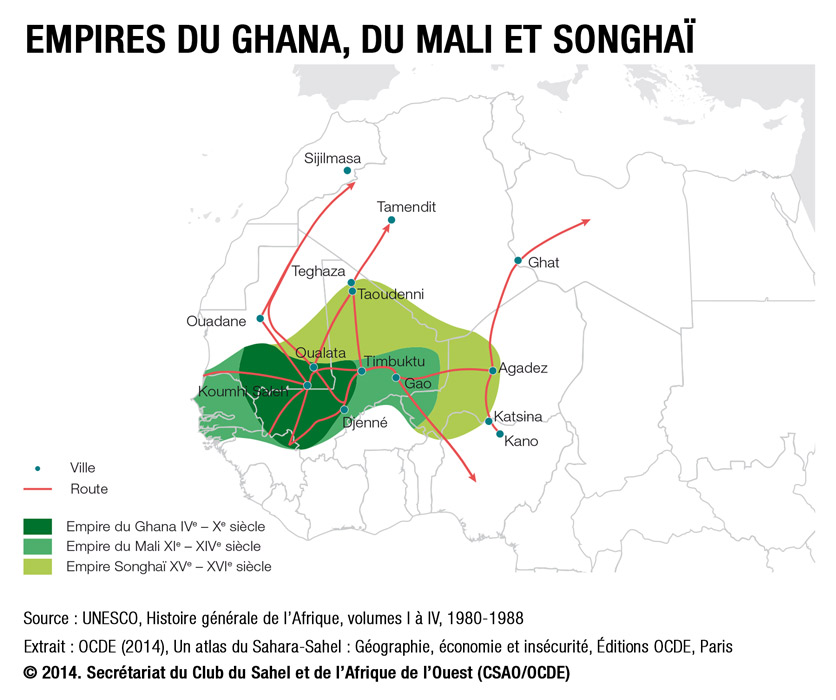 EMPIRES DU GHANA, DU MALI ET SONGHAÏ
Sijilmasa
Tamendit
Ghat
Teghaza
Taoudenni
Ouadane
Oualata
Timbuktu
Agadez
Koumhi Saleh
Gao
Djenné
Katsina
Kano
Ville
Route
Empire du Ghana IVe – Xe siècle
Empire du Mali XIe – XIVe siècle
Empire Songhaï XVe – XVIe siècle
Source : UNESCO, Histoire générale de l’Afrique, volumes I à IV, 1980-1988
Extrait : OCDE (2014), Un atlas du Sahara-Sahel : Géographie, économie et insécurité, Éditions OCDE, Paris
© 2014. Secrétariat du Club du Sahel et de l’Afrique de l’Ouest (CSAO/OCDE)